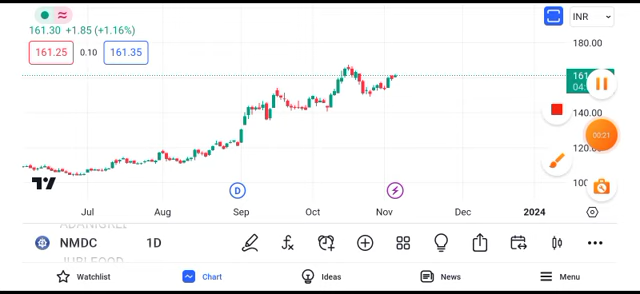 INR
161.30 +1.85 (+1.16%)
161.25 0.10 161.35
180.00
140.00
100
00:21
D
Jul Aug Sep Oct Nov Dec 2024
NMDC 1D
Watchlist Chart Ideas News Menu